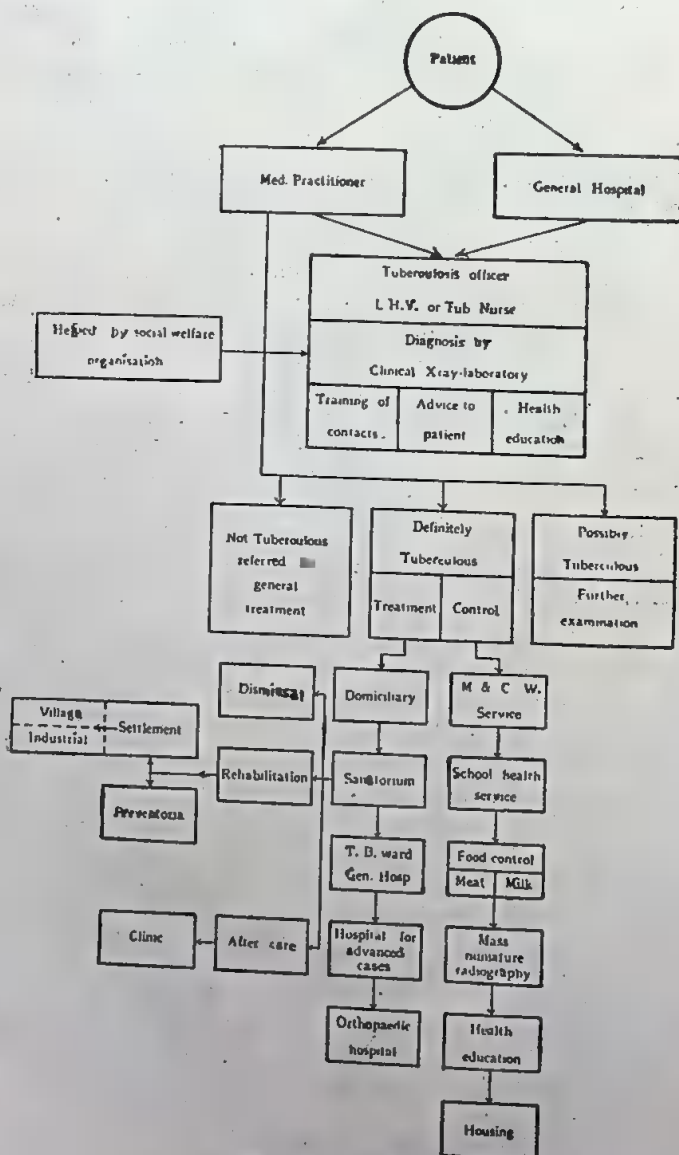 Patient
Med. Practitioner
General Hospital
Tuberculosis officer
L H.V. or Tub Nurse
Helped by social welfare
organisation
Diagnosis by
Clinical Xray-laboratory
Training of
contacts.
Advice to
patient
Health
education
Not Tuberculous
referred
general
treatment
Definitely
Tuberculous
Treatment
Control
Possibly
Tuberculous
Further
examination
Dismissal
Domiciliary
M & C W.
Service
Village
Industrial
Settlement
Rehabilitation
Sanatorium
School health
service
Preventoria
T. B. ward
Gen. Hosp
Food control
Meat
Milk
Clinic
After care
Hospital for
advanced
cases
Mass
miniature
radiography
Orthopaedic
hospital
Health
education
Housing